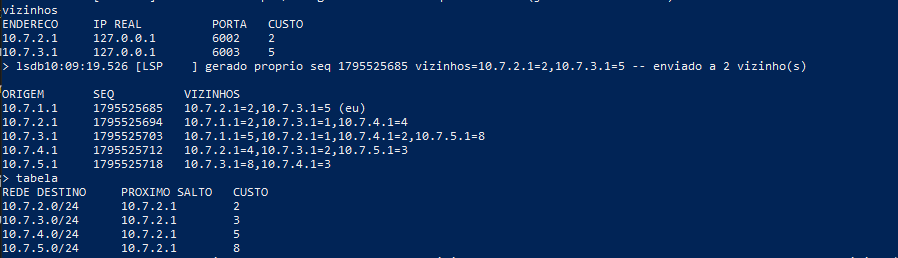 vizinhos
ENDERECO IP REAL PORTA CUSTO
10.7.2.1 127.0.0.1 6002 2
10.7.3.1 127.0.0.1 6003 5
> lsdb10:09:19.526 [LSP ] gerado proprio seq 1795525685 vizinhos=10.7.2.1=2,10.7.3.1=5 -- enviado a 2 vizinho(s)
ORIGEM SEQ VIZINHOS
10.7.1.1 1795525685 10.7.2.1=2,10.7.3.1=5 (eu)
10.7.2.1 1795525694 10.7.1.1=2,10.7.3.1=1,10.7.4.1=4
10.7.3.1 1795525703 10.7.1.1=5,10.7.2.1=1,10.7.4.1=2,10.7.5.1=8
10.7.4.1 1795525712 10.7.2.1=4,10.7.3.1=2,10.7.5.1=3
10.7.5.1 1795525718 10.7.3.1=8,10.7.4.1=3
> tabela
REDE DESTINO PROXIMO SALTO CUSTO
10.7.2.0/24 10.7.2.1 2
10.7.3.0/24 10.7.2.1 3
10.7.4.0/24 10.7.2.1 5
10.7.5.0/24 10.7.2.1 8